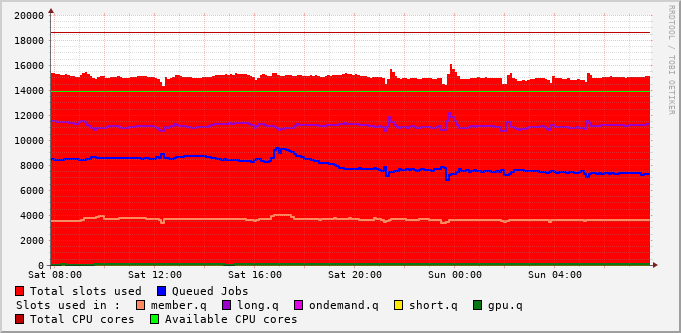 20000
18000
16000
14000
12000
10000
8000
6000
4000
2000
0
Sat 08:00 Sat 12:00 Sat 16:00 Sat 20:00 Sun 00:00 Sun 04:00
Total slots used Queued Jobs
Slots used in : member.q long.q ondemand.q short.q gpu.q
Total CPU cores Available CPU cores
RRDTOOL / TOBI OETIKER